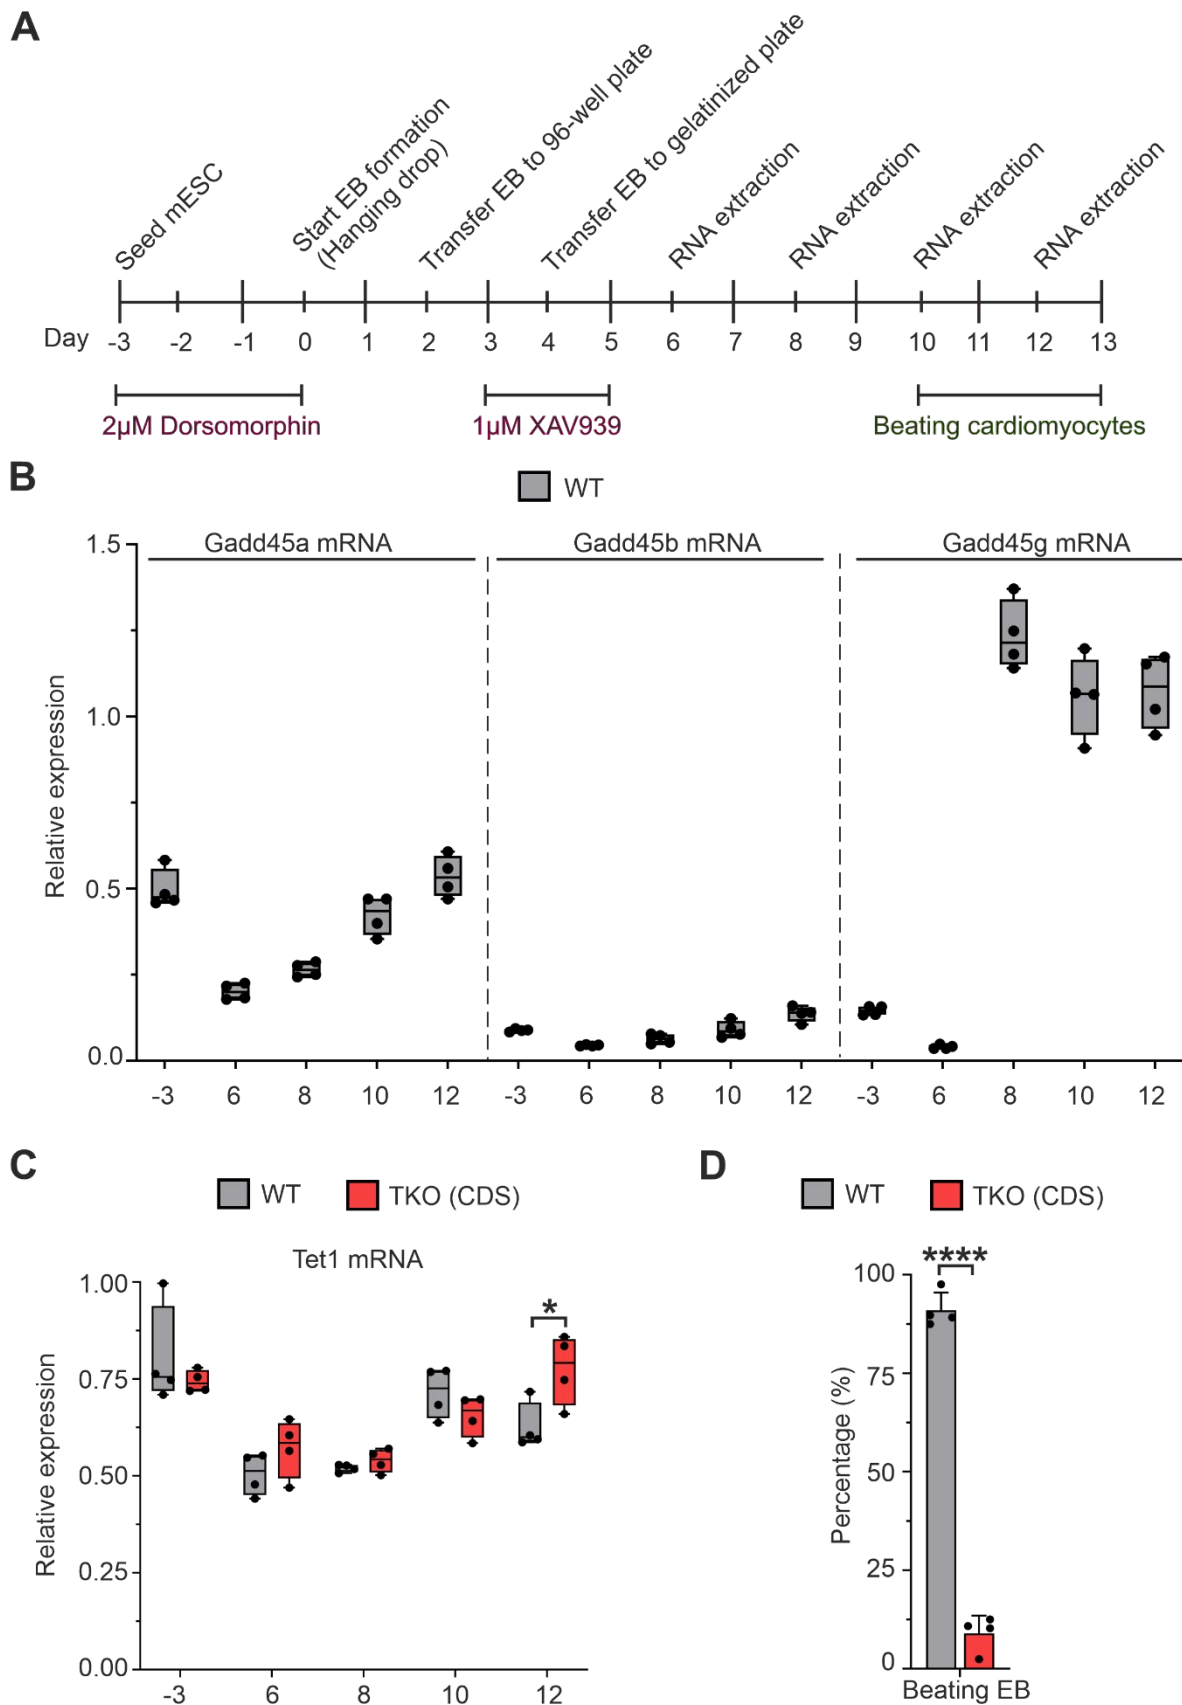 A
Seed mESC
Start EB formation
(Hanging drop)
Transfer EB to 96-well plate
Transfer EB to gelatinized plate
RNA extraction
RNA extraction
RNA extraction
RNA extraction
Day -3 -2 -1 0 1 2 3 4 5 6 7 8 9 10 11 12 13
2µM Dorsomorphin 1µM XAV939 Beating cardiomyocytes
B
WT
Gadd45a mRNA Gadd45b mRNA Gadd45g mRNA
Relative expression
1.5
1.0
0.5
0.0
-3 6 8 10 12 -3 6 8 10 12 -3 6 8 10 12
C
WT TKO (CDS)
Tet1 mRNA
Relative expression
1.00
0.75
0.50
0.25
0.00
*
-3 6 8 10 12
D
WT TKO (CDS)
****
Percentage (%)
100
75
50
25
0
Beating EB